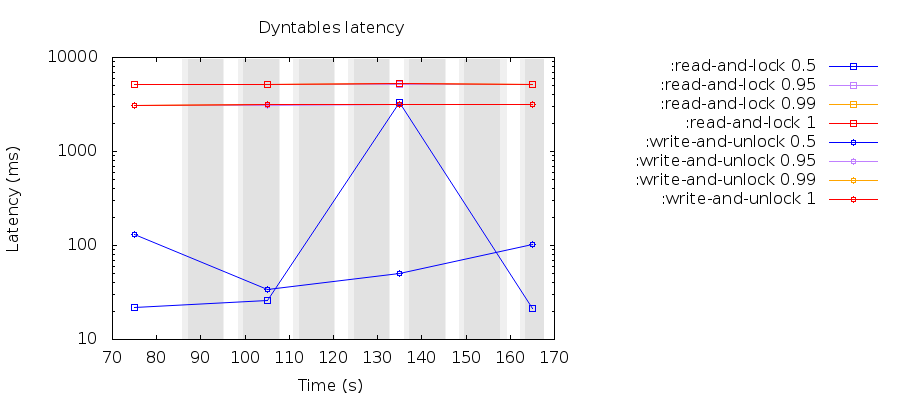 Dyntables latency
10000
1000
100
10
Latency (ms)
70 80 90 100 110 120 130 140 150 160 170
Time (s)
:read-and-lock 0.5
:read-and-lock 0.95
:read-and-lock 0.99
:read-and-lock 1
:write-and-unlock 0.5
:write-and-unlock 0.95
:write-and-unlock 0.99
:write-and-unlock 1